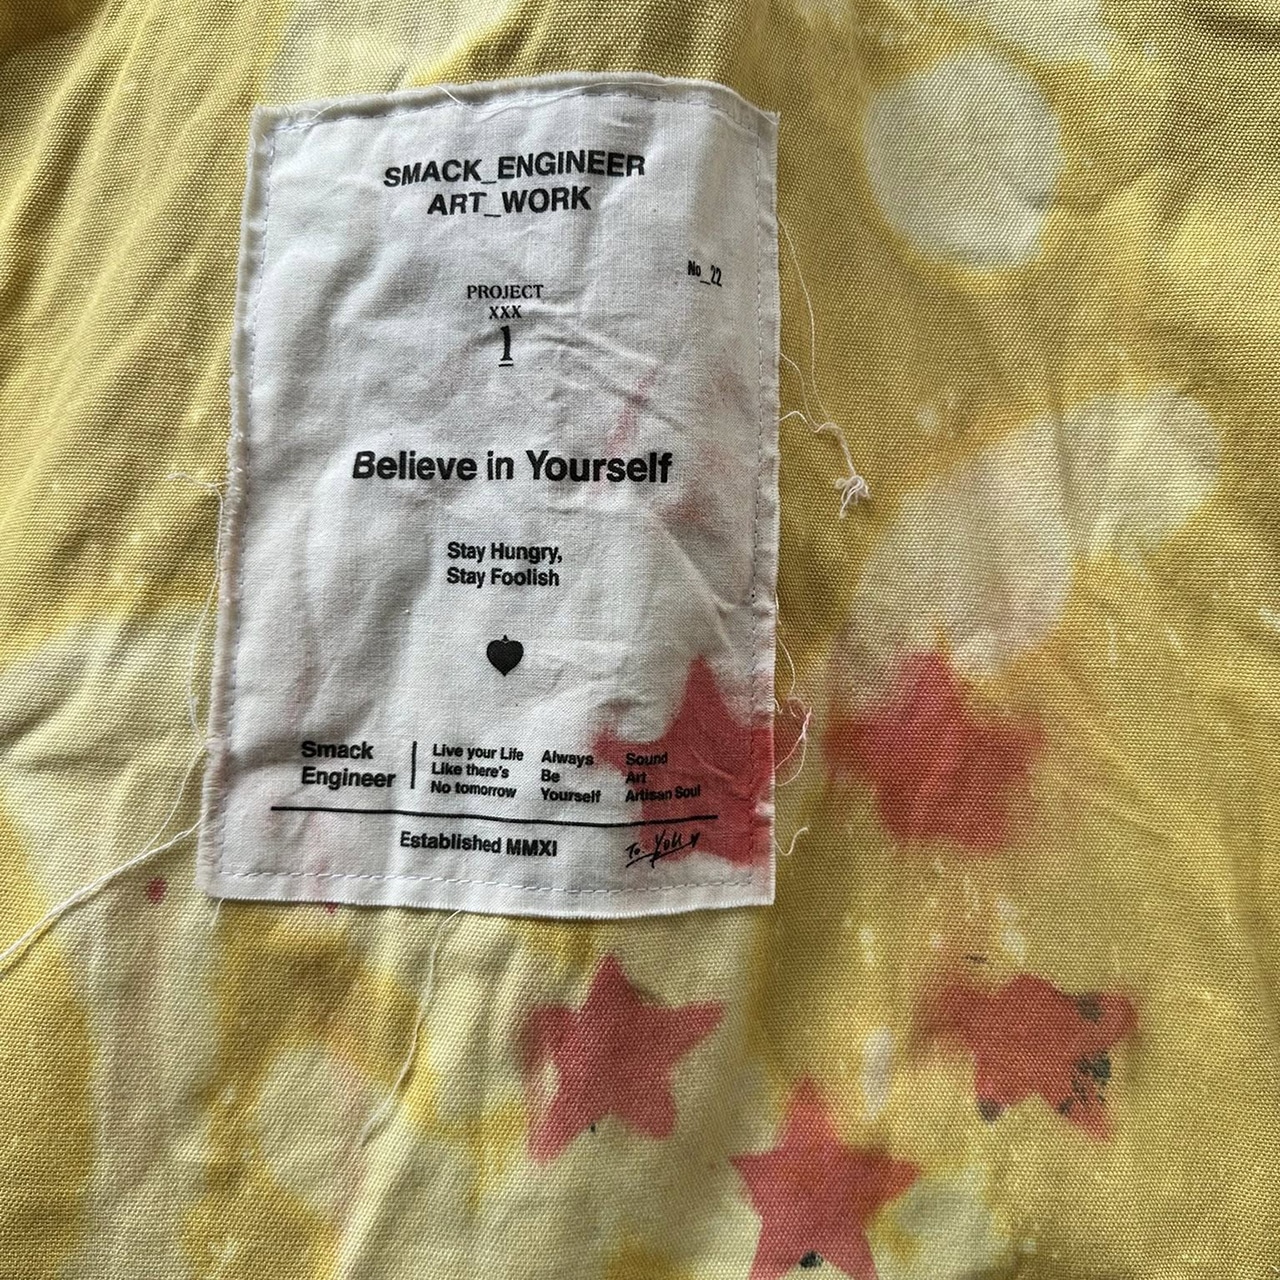 SMACK_ENGINEER
ART_WORK
No_22
PROJECT
XXX
1
Believe in Yourself
Stay Hungry,
Stay Foolish
Smack
Engineer
Live your Life
Like there's
No tomorrow
Always
Be
Yourself
Sound
Art
Artisan Soul
Established MMXI
To. You